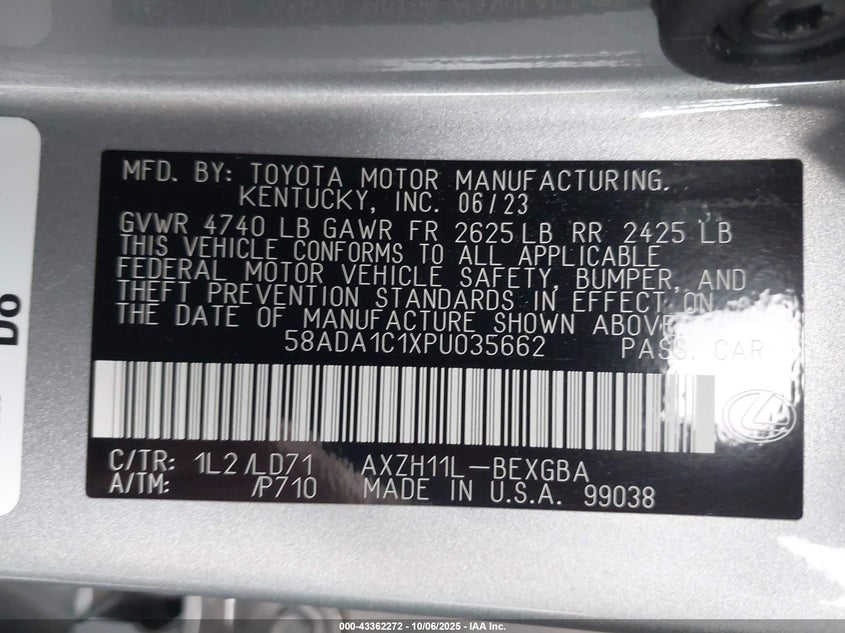 MFD. BY: TOYOTA MOTOR MANUFACTURING.
KENTUCKY, INC. 06/23
GVWR 4740 LB GAWR FR 2625 LB RR 2425 LB
THIS VEHICLE CONFORMS TO ALL APPLICABLE
FEDERAL MOTOR VEHICLE SAFETY, BUMPER, AND
THEFT PREVENTION STANDARDS IN EFFECT ON
THE DATE OF MANUFACTURE SHOWN ABOVE
58ADA1C1XPU035662 PASS. CAR
C/TR: 1L2 /LD71 AXZH11L-BEXGBA
A/TM: /P710 MADE IN U.S.A. 99038
D8
#000-43362272 - 10/06/2025 - IAA Inc.